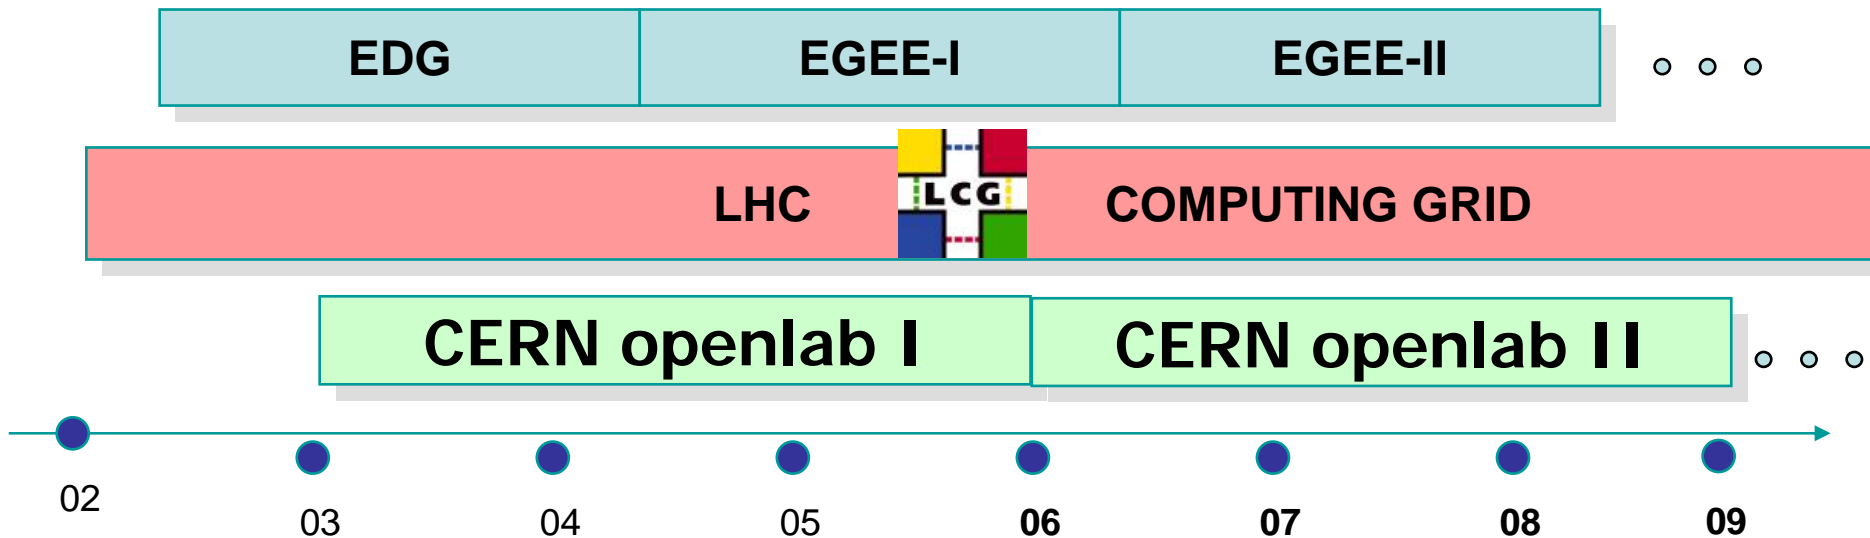 EDG EGEE-I EGEE-II
LHC LCG COMPUTING GRID
CERN openlab I CERN openlab II
02 03 04 05 06 07 08 09